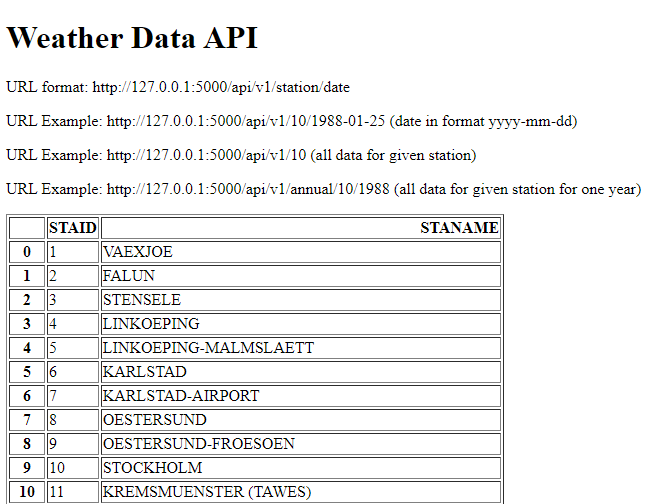 Weather Data API
URL format: http://127.0.0.1:5000/api/v1/station/date
URL Example: http://127.0.0.1:5000/api/v1/10/1988-01-25 (date in format yyyy-mm-dd)
URL Example: http://127.0.0.1:5000/api/v1/10 (all data for given station)
URL Example: http://127.0.0.1:5000/api/v1/annual/10/1988 (all data for given station for one year)
STAID STANAME
0 1 VAEXJOE
1 2 FALUN
2 3 STENSELE
3 4 LINKOEPING
4 5 LINKOEPING-MALMSLAETT
5 6 KARLSTAD
6 7 KARLSTAD-AIRPORT
7 8 OESTERSUND
8 9 OESTERSUND-FROESOEN
9 10 STOCKHOLM
10 11 KREMSMUENSTER (TAWES)